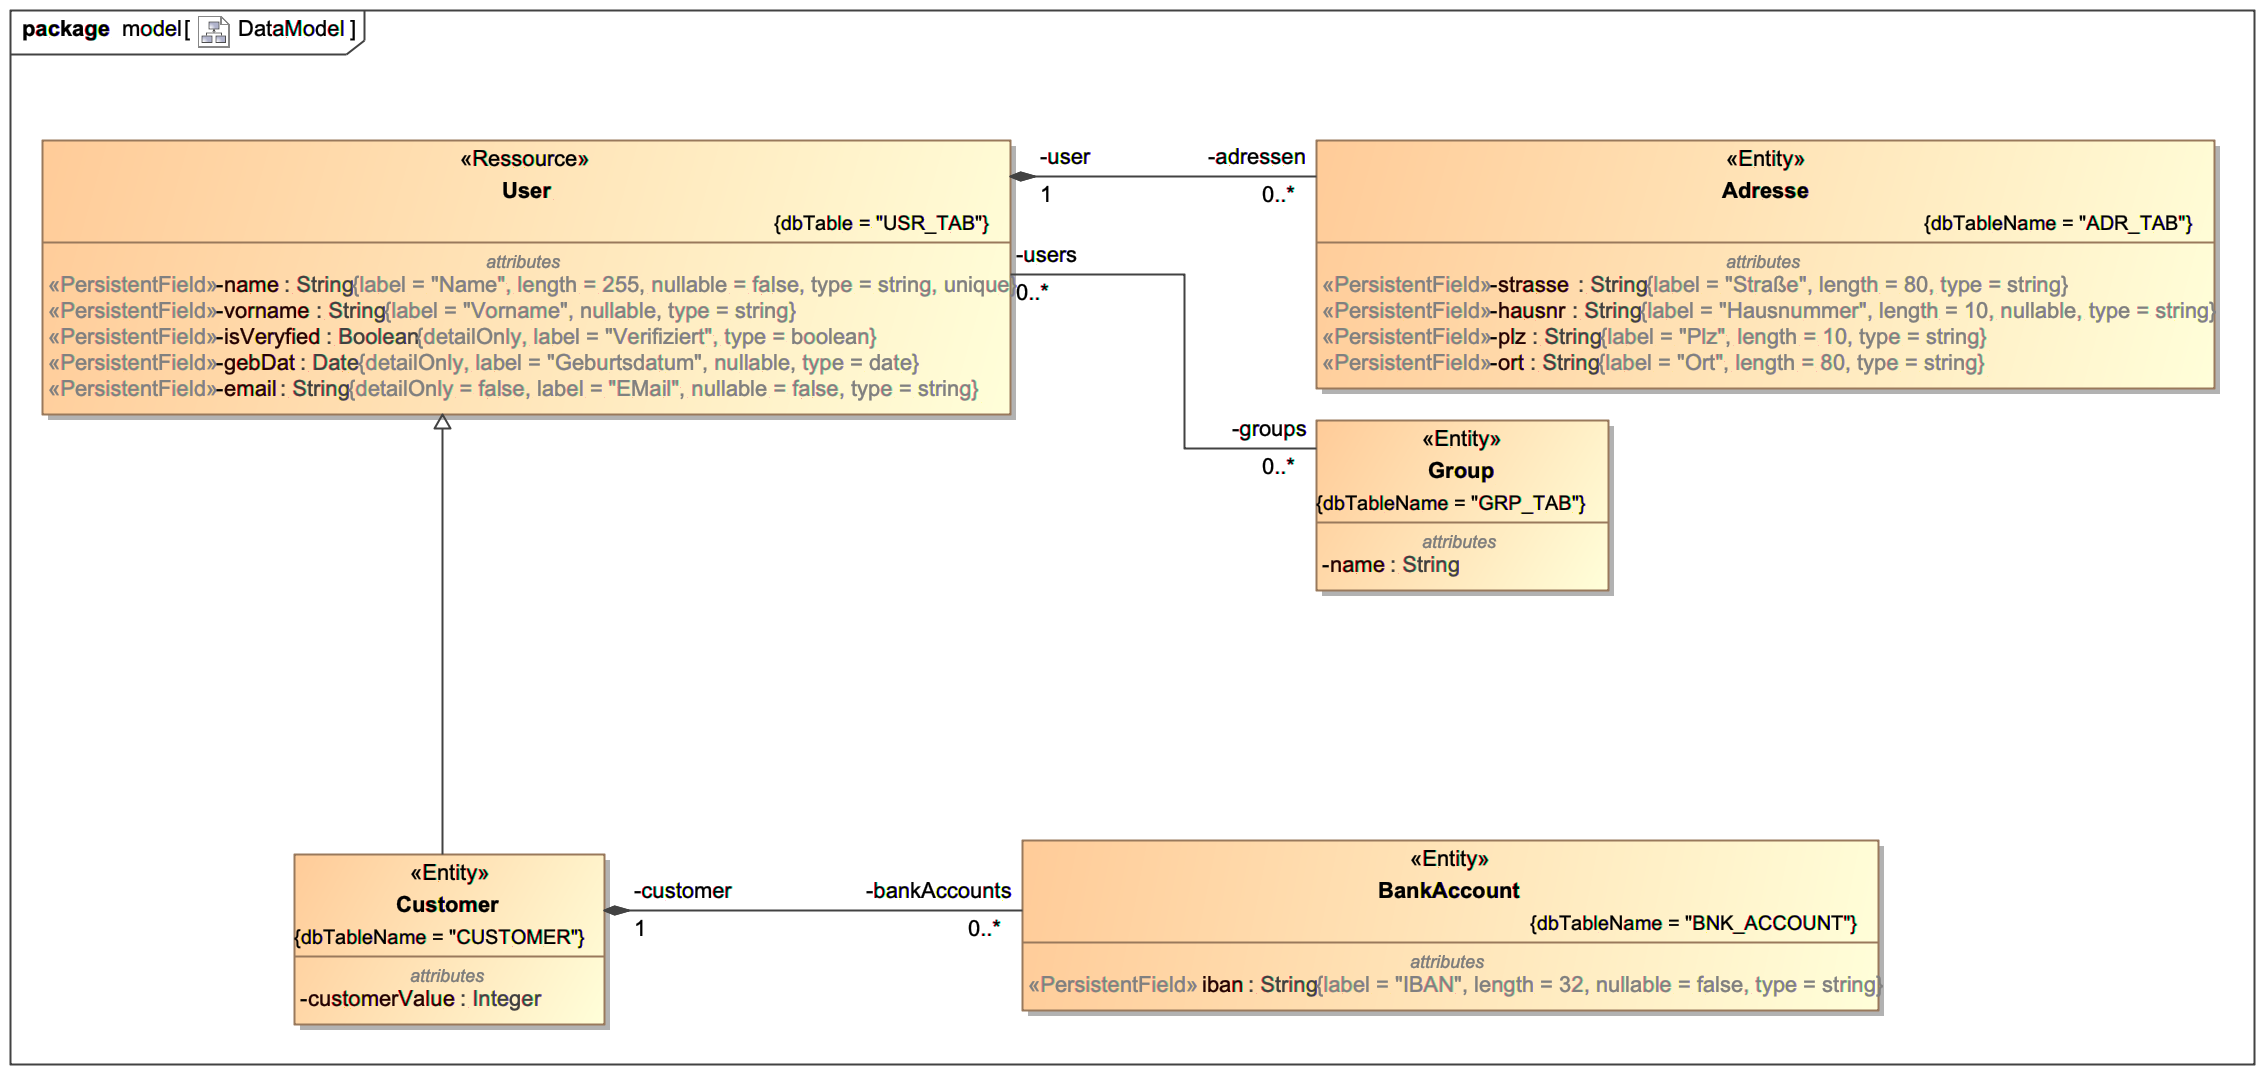 package model[ DataModel ]
«Ressource»
User
{dbTable = "USR_TAB"}
attributes
«PersistentField»-name : String{label = "Name", length = 255, nullable = false, type = string, unique}
«PersistentField»-vorname : String{label = "Vorname", nullable, type = string}
«PersistentField»-isVeryfied : Boolean{detailOnly, label = "Verifiziert", type = boolean}
«PersistentField»-gebDat : Date{detailOnly, label = "Geburtsdatum", nullable, type = date}
«PersistentField»-email : String{detailOnly = false, label = "EMail", nullable = false, type = string}
-user
1
-adressen
0..*
«Entity»
Adresse
{dbTableName = "ADR_TAB"}
attributes
«PersistentField»-strasse : String{label = "Straße", length = 80, type = string}
«PersistentField»-hausnr : String{label = "Hausnummer", length = 10, nullable, type = string}
«PersistentField»-plz : String{label = "Plz", length = 10, type = string}
«PersistentField»-ort : String{label = "Ort", length = 80, type = string}
-users
0..*
-groups
0..*
«Entity»
Group
{dbTableName = "GRP_TAB"}
attributes
-name : String
«Entity»
Customer
{dbTableName = "CUSTOMER"}
attributes
-customerValue : Integer
-customer
1
-bankAccounts
0..*
«Entity»
BankAccount
{dbTableName = "BNK_ACCOUNT"}
attributes
«PersistentField» iban : String{label = "IBAN", length = 32, nullable = false, type = string}